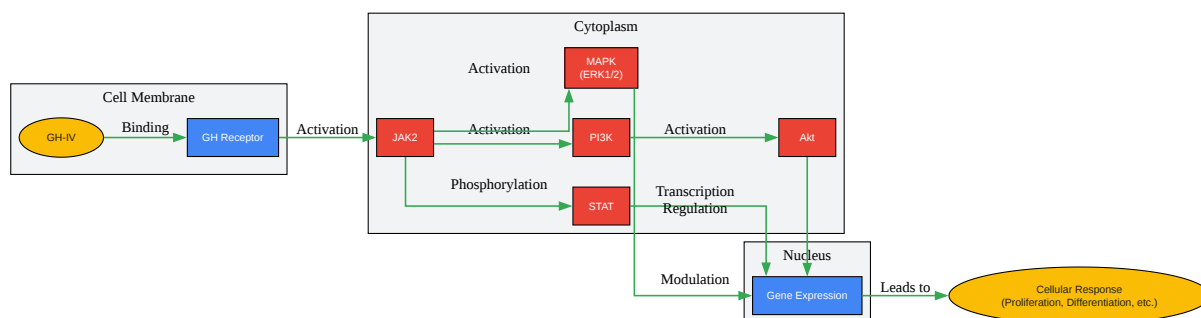 Cytoplasm
MAPK
(ERK1/2)
Activation
Cell Membrane
GH-IV
Binding
GH Receptor
Activation
JAK2
Activation
PI3K
Activation
Akt
Phosphorylation
STAT
Transcription
Regulation
Nucleus
Modulation
Gene Expression
Leads to
Cellular Response
(Proliferation, Differentiation, etc.)